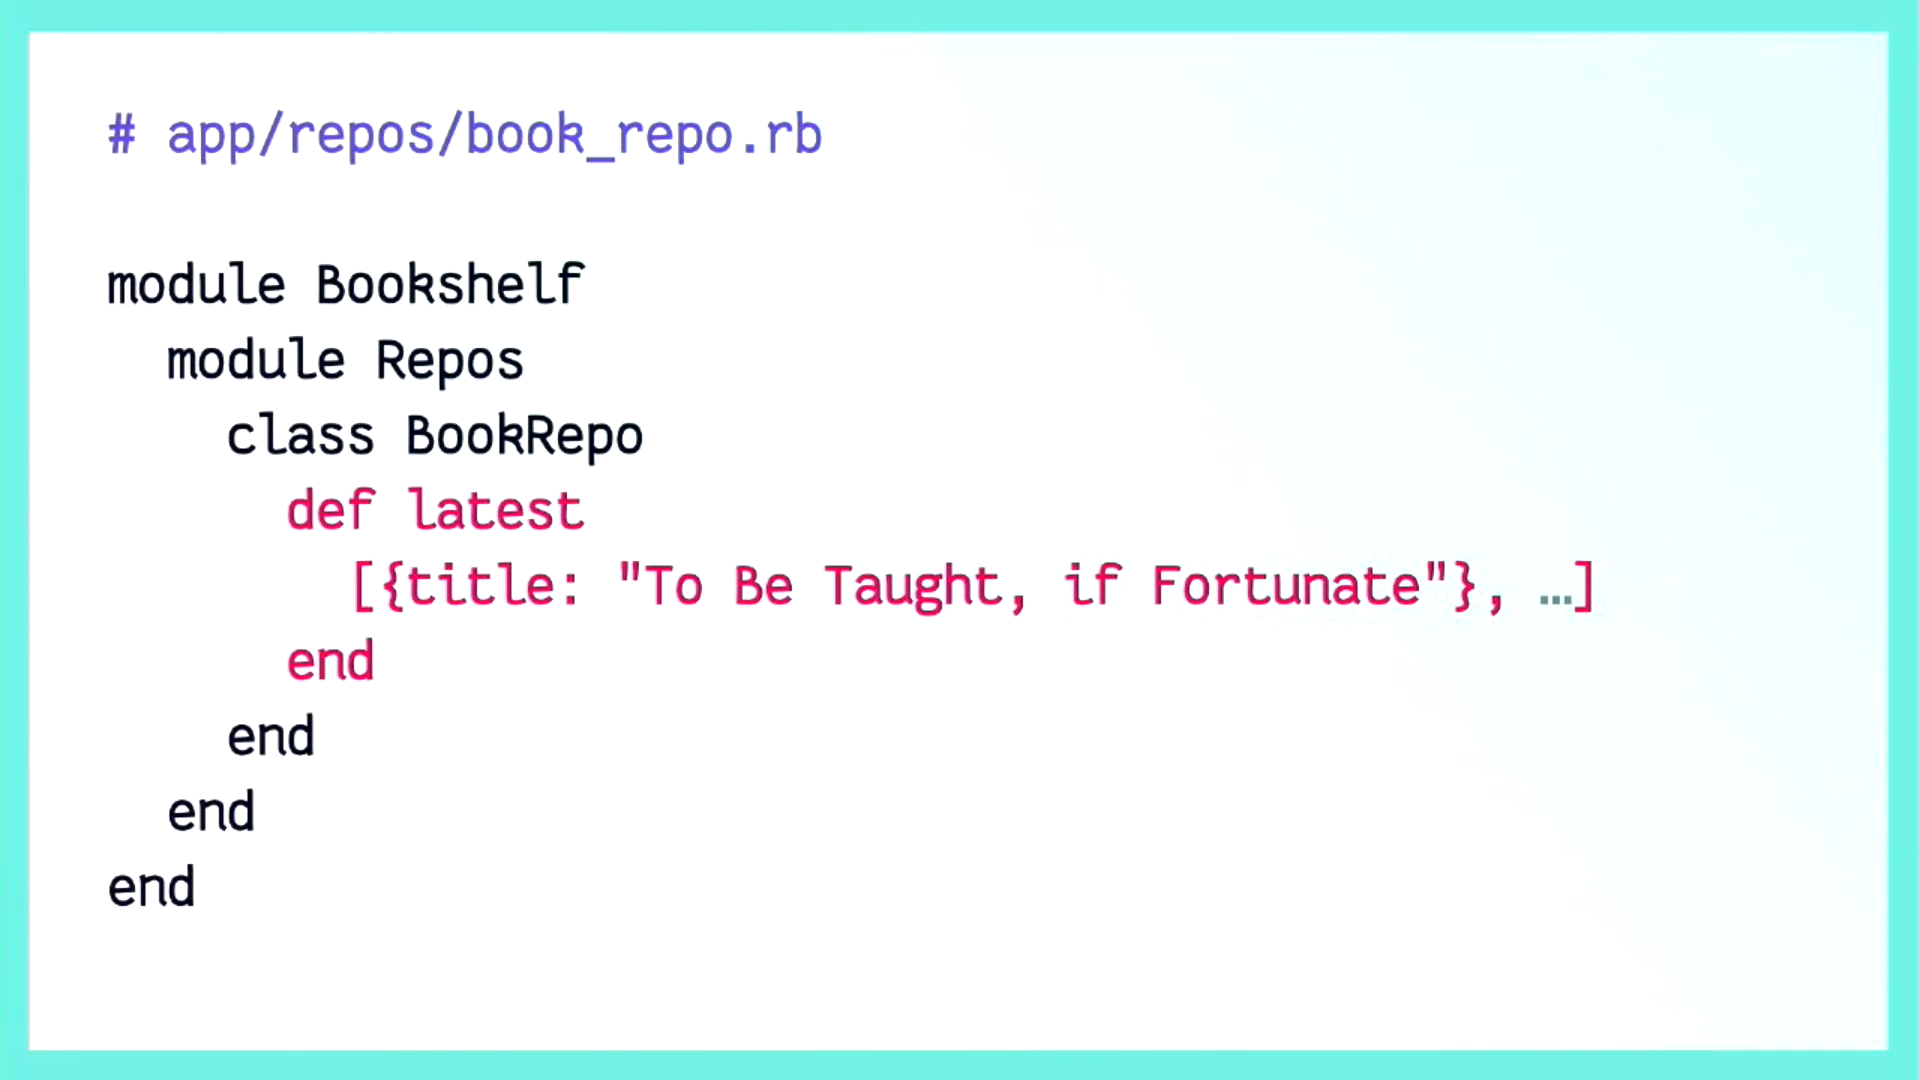 # app/repos/book_repo.rb
module Bookshelf
module Repos
class BookRepo
def latest
[{title: "To Be Taught, if Fortunate"}, …]
end
end
end
end